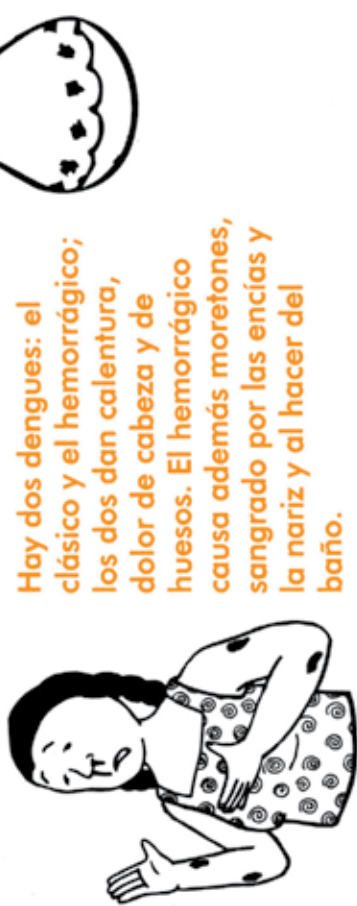 Hay dos dengues: el
clásico y el hemorrágico;
los dos dan calentura,
dolor de cabeza y de
huesos. El hemorrágico
causa además moretones,
sangrado por las encías y
la nariz y al hacer del
baño.